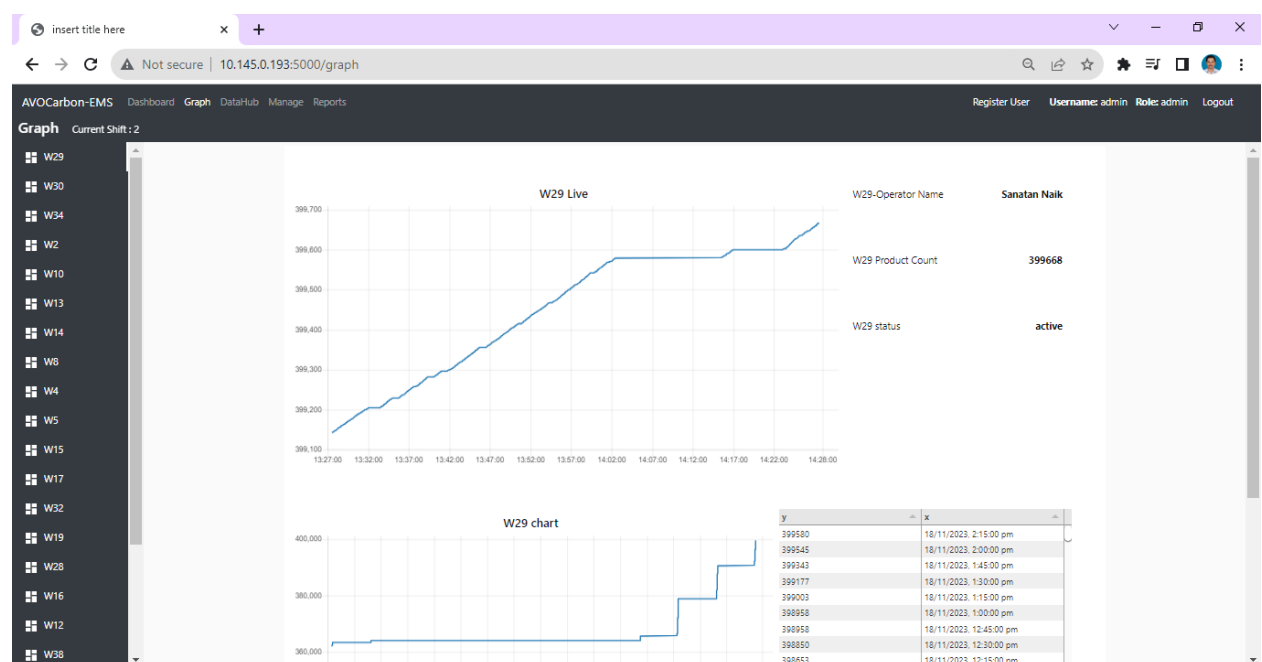 insert title here
Not secure | 10.145.0.193:5000/graph
AVOCarbon-EMS Dashboard Graph DataHub Manage Reports Register User Username: admin Role: admin Logout
Graph Current Shift : 2
W29
W30
W34
W2
W10
W13
W14
W8
W4
W5
W15
W17
W32
W19
W28
W16
W12
W38
W29 Live
399,700
399,600
399,500
399,400
399,300
399,200
399,100
13:27:00 13:32:00 13:37:00 13:42:00 13:47:00 13:52:00 13:57:00 14:02:00 14:07:00 14:12:00 14:17:00 14:22:00 14:28:00
W29-Operator Name Sanatan Naik
W29 Product Count 399668
W29 status active
W29 chart
400,000
380,000
360,000
y x
399580 18/11/2023, 2:15:00 pm
399545 18/11/2023, 2:00:00 pm
399343 18/11/2023, 1:45:00 pm
399177 18/11/2023, 1:30:00 pm
399003 18/11/2023, 1:15:00 pm
398958 18/11/2023, 1:00:00 pm
398958 18/11/2023, 12:45:00 pm
398850 18/11/2023, 12:30:00 pm
398653 18/11/2023, 12:15:00 pm